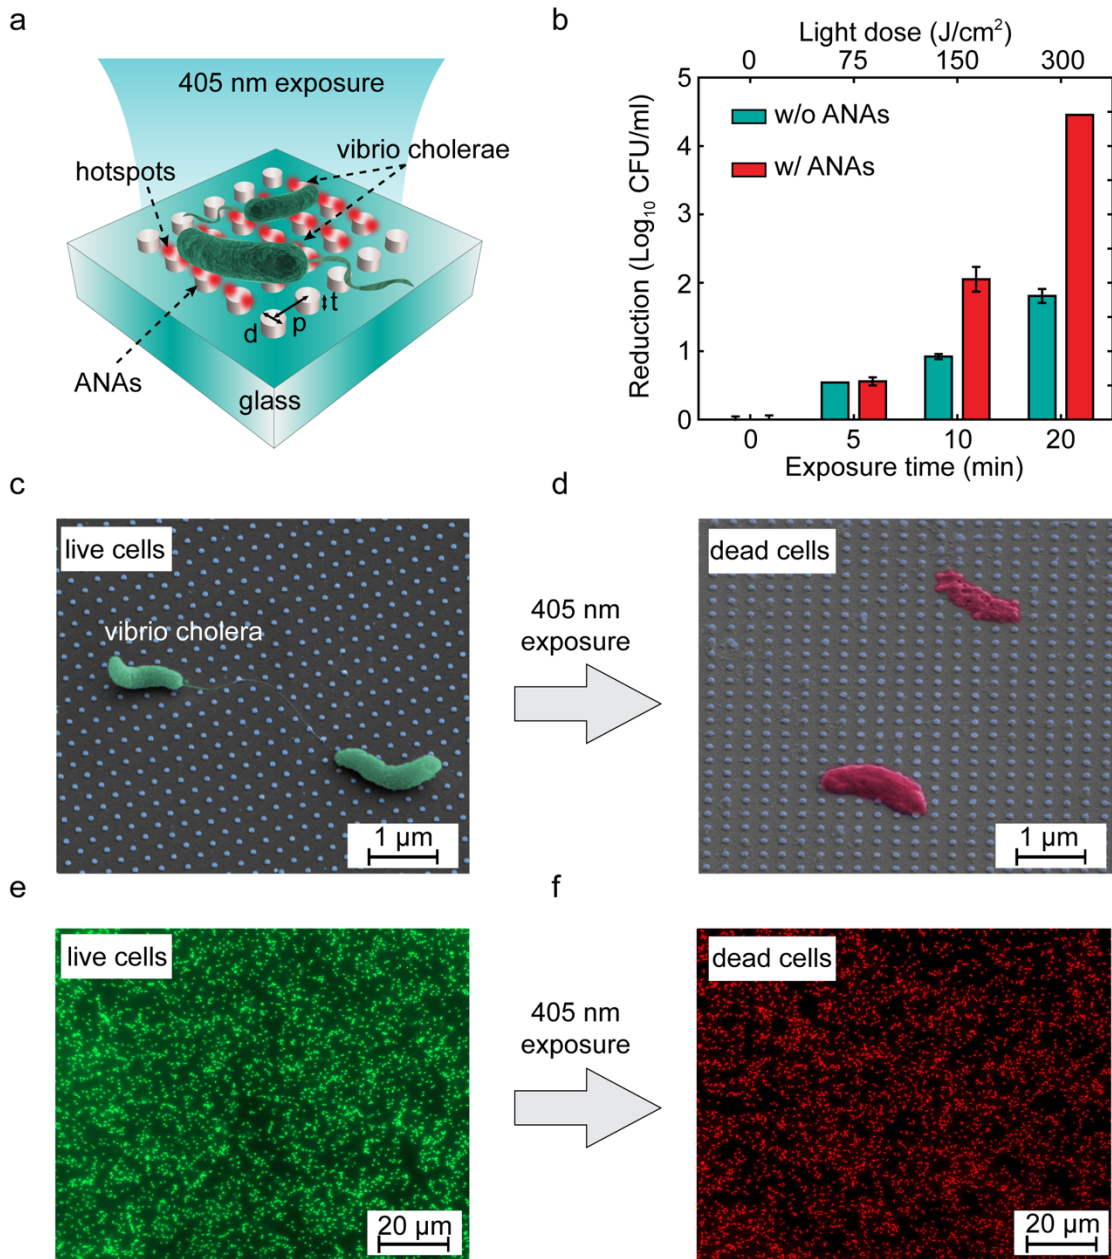 a
405 nm exposure
hotspots
vibrio cholerae
d
p
t
ANAs
glass
b
Light dose (J/cm²)
0 75 150 300
Reduction (Log₁₀ CFU/ml)
5
4
3
2
1
0
w/o ANAs
w/ ANAs
0 5 10 20
Exposure time (min)
c
live cells
vibrio cholera
1 µm
405 nm
exposure
d
dead cells
1 µm
e
live cells
20 µm
405 nm
exposure
f
dead cells
20 µm